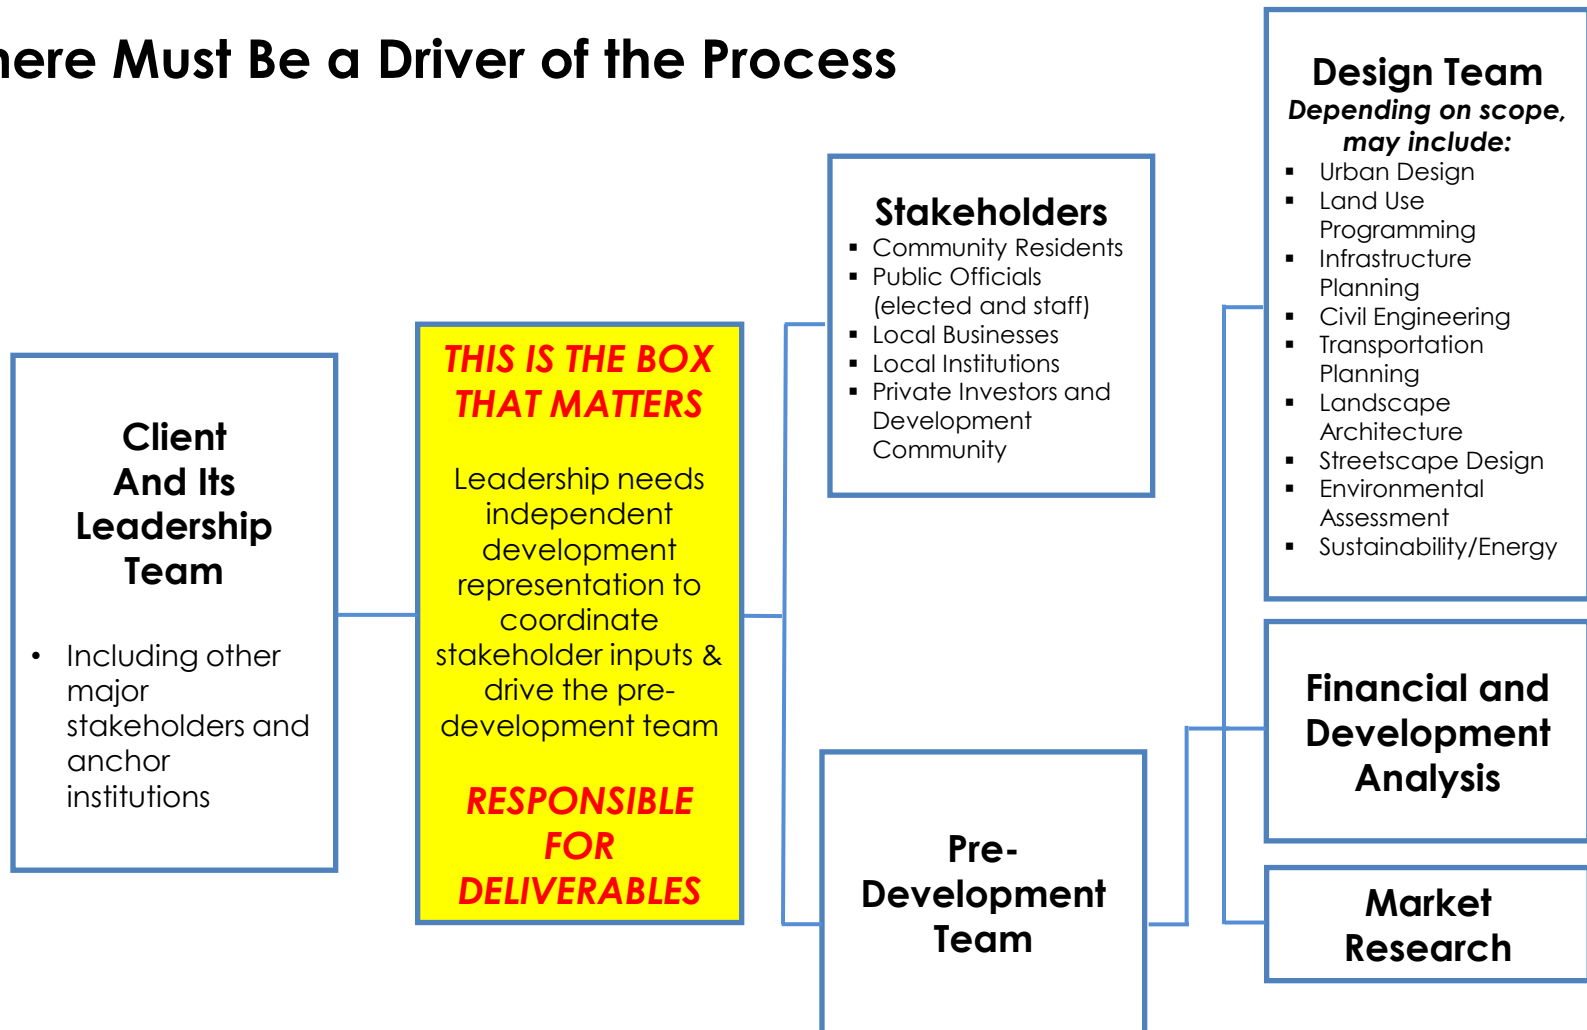 here Must Be a Driver of the Process
Client
And Its
Leadership
Team
• Including other
major
stakeholders and
anchor
institutions
THIS IS THE BOX
THAT MATTERS
Leadership needs
independent
development
representation to
coordinate
stakeholder inputs &
drive the pre-
development team
RESPONSIBLE
FOR
DELIVERABLES
Stakeholders
▪ Community Residents
▪ Public Officials
(elected and staff)
▪ Local Businesses
▪ Local Institutions
▪ Private Investors and
Development
Community
Pre-
Development
Team
Design Team
Depending on scope,
may include:
▪ Urban Design
▪ Land Use
Programming
▪ Infrastructure
Planning
▪ Civil Engineering
▪ Transportation
Planning
▪ Landscape
Architecture
▪ Streetscape Design
▪ Environmental
Assessment
▪ Sustainability/Energy
Financial and
Development
Analysis
Market
Research